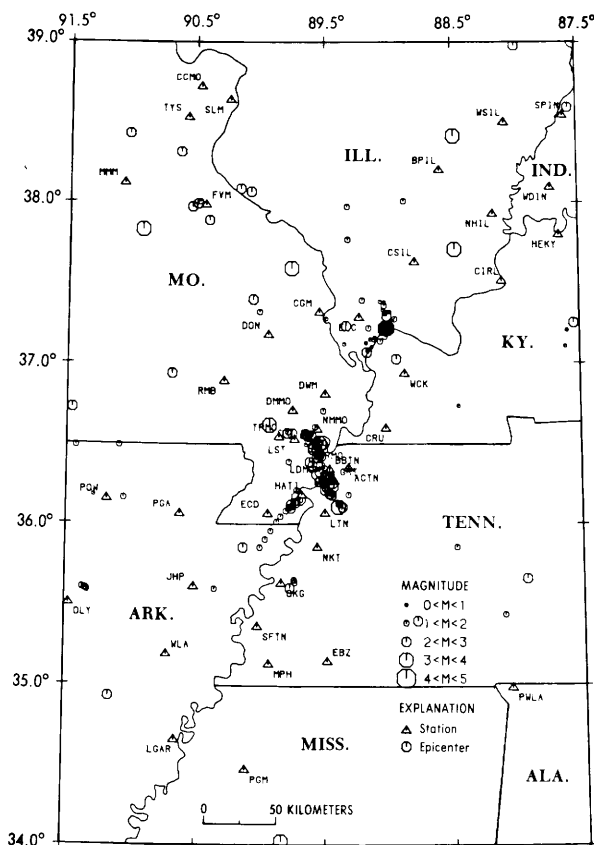 91.5° 90.5° 89.5° 88.5° 87.5°
39.0°
CCMO
TYS SLM
WSIL SPIN
ILL.
BPIL
IND.
MMM
WDIN
38.0°
FVM
NHIL
HEKY
CSIL
CIRL
MO.
CGM
DON
KY.
37.0°
WCK
RMB
DWM
DMMO
NMMO
CRU
LST
BBTN
ACTN
HATI
POW
PGA
ECD
LTN
36.0°
TENN.
NKT
JHP
BKG
OLY
ARK.
MAGNITUDE
0<M<1
1<M<2
2<M<3
3<M<4
4<M<5
SFTN
WLA
EBZ
MPH
35.0°
PWLA
EXPLANATION
Station
Epicenter
LGAR
MISS.
PGM
ALA.
0 50 KILOMETERS
34.0°